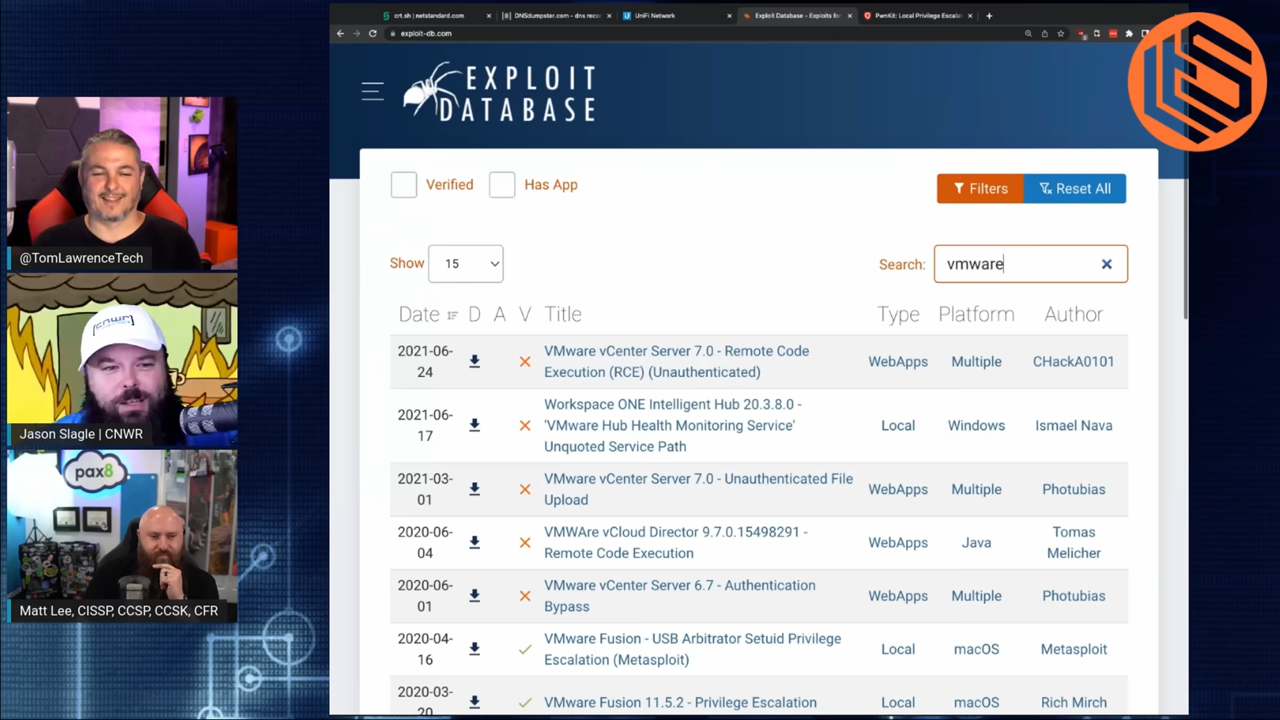 crt.sh | netstandard.com
DNSdumpster.com - dns reco
UniFi Network
Exploit Database - Exploits fo
PwnKit: Local Privilege Escala
exploit-db.com
EXPLOIT
DATABASE
Verified
Has App
Filters
Reset All
Show
15
Search:
vmware
Date D A V Title Type Platform Author
2021-06-
24
VMware vCenter Server 7.0 - Remote Code
Execution (RCE) (Unauthenticated)
WebApps
Multiple
CHackA0101
2021-06-
17
Workspace ONE Intelligent Hub 20.3.8.0 -
'VMware Hub Health Monitoring Service'
Unquoted Service Path
Local
Windows
Ismael Nava
2021-03-
01
VMware vCenter Server 7.0 - Unauthenticated File
Upload
WebApps
Multiple
Photubias
2020-06-
04
VMWAre vCloud Director 9.7.0.15498291 -
Remote Code Execution
WebApps
Java
Tomas
Melicher
2020-06-
01
VMware vCenter Server 6.7 - Authentication
Bypass
WebApps
Multiple
Photubias
2020-04-
16
VMware Fusion - USB Arbitrator Setuid Privilege
Escalation (Metasploit)
Local
macOS
Metasploit
2020-03-
20
VMware Fusion 11.5.2 - Privilege Escalation
Local
macOS
Rich Mirch
@TomLawrenceTech
CNWR
Jason Slagle | CNWR
pax8
Matt Lee, CISSP, CCSP, CCSK, CFR